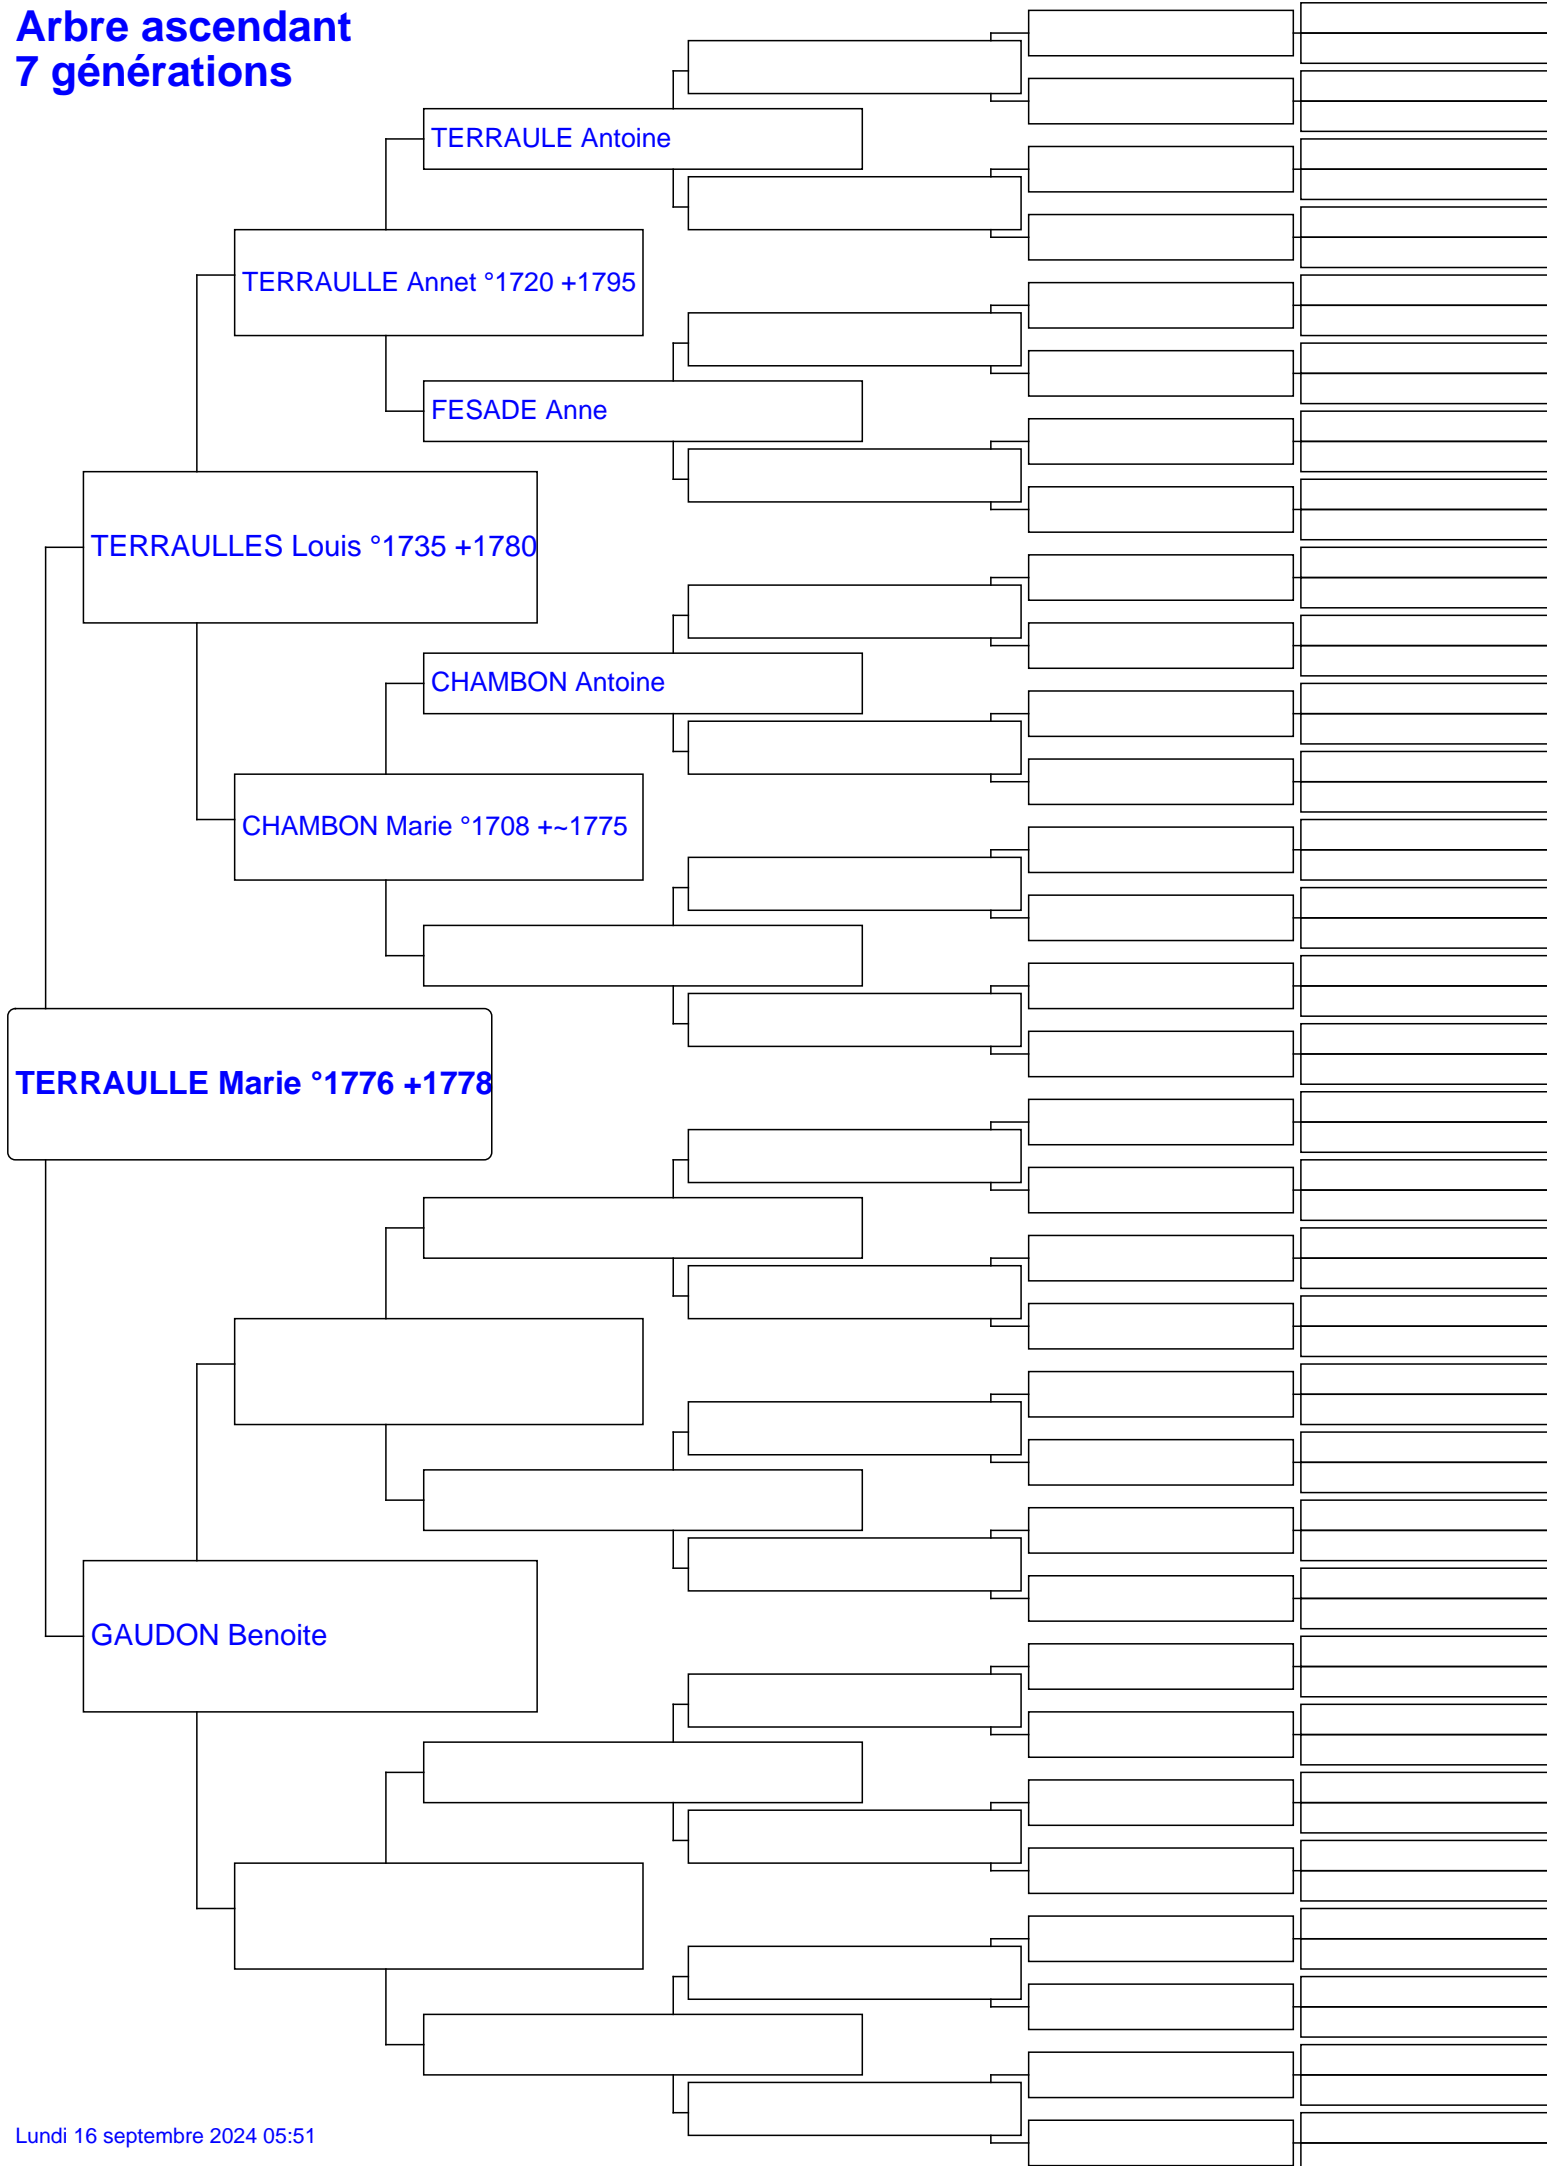 Arbre ascendant
7 générations
TERRAULE Antoine
TERRAULLE Annet °1720 +1795
FESADE Anne
TERRAULLES Louis °1735 +1780
CHAMBON Antoine
CHAMBON Marie °1708 +~1775
TERRAULLE Marie °1776 +1778
GAUDON Benoite
Lundi 16 septembre 2024 05:51